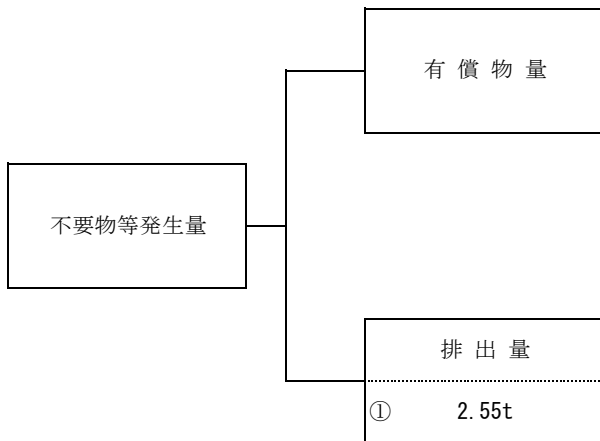 有 償 物 量
不要物等発生量
排 出 量
① 2.55t